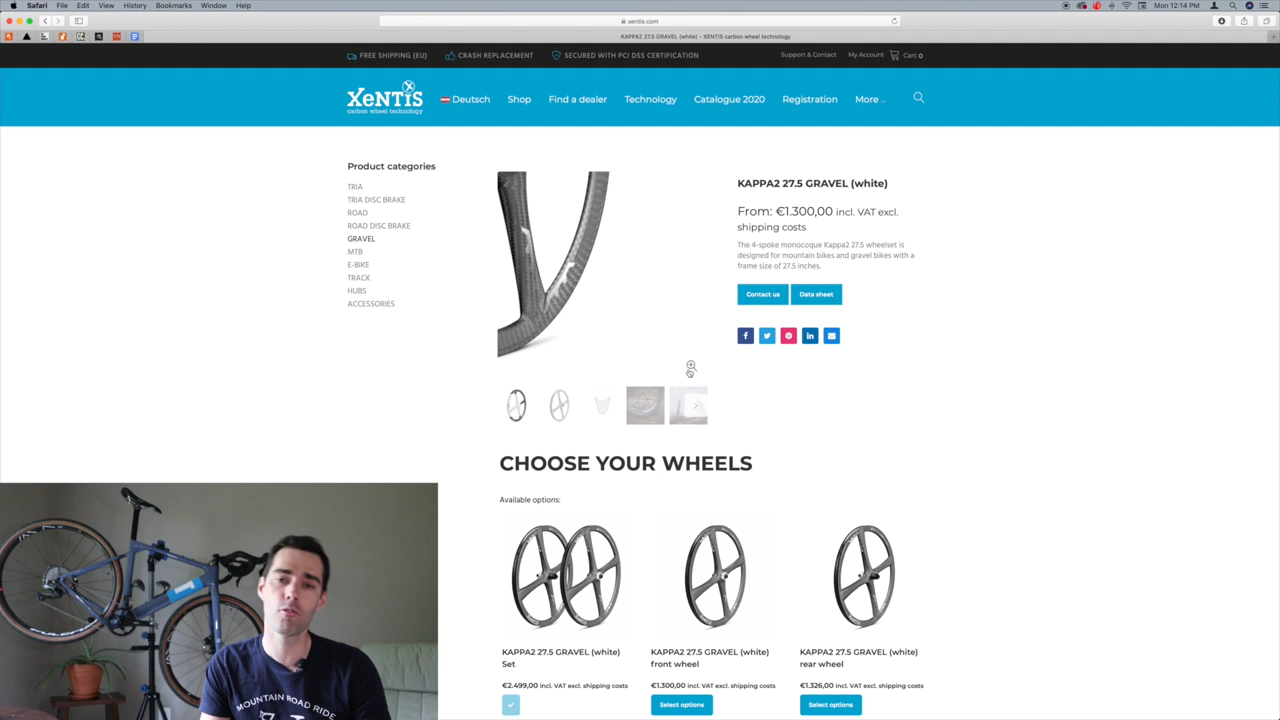 Safari File Edit View History Bookmarks Window Help
Mon 12:14 PM
xentis.com
KAPPA2 27.5 GRAVEL (white) – XENTIS carbon wheel technology
FREE SHIPPING (EU) CRASH REPLACEMENT SECURED WITH PCI DSS CERTIFICATION
Support & Contact My Account Cart: 0
XeNTiS
carbon wheel technology
Deutsch Shop Find a dealer Technology Catalogue 2020 Registration More
Product categories
TRIA
TRIA DISC BRAKE
ROAD
ROAD DISC BRAKE
GRAVEL
MTB
E-BIKE
TRACK
HUBS
ACCESSORIES
KAPPA2 27.5 GRAVEL (white)
From: €1.300,00 incl. VAT excl.
shipping costs
The 4-spoke monocoque Kappa2 27.5 wheelset is
designed for mountain bikes and gravel bikes with a
frame size of 27.5 inches.
Contact us Data sheet
CHOOSE YOUR WHEELS
Available options:
KAPPA2 27.5 GRAVEL (white)
Set
€2.499,00 incl. VAT excl. shipping costs
KAPPA2 27.5 GRAVEL (white)
front wheel
€1.300,00 incl. VAT excl. shipping costs
Select options
KAPPA2 27.5 GRAVEL (white)
rear wheel
€1.326,00 incl. VAT excl. shipping costs
Select options
MOUNTAIN ROAD RIDE